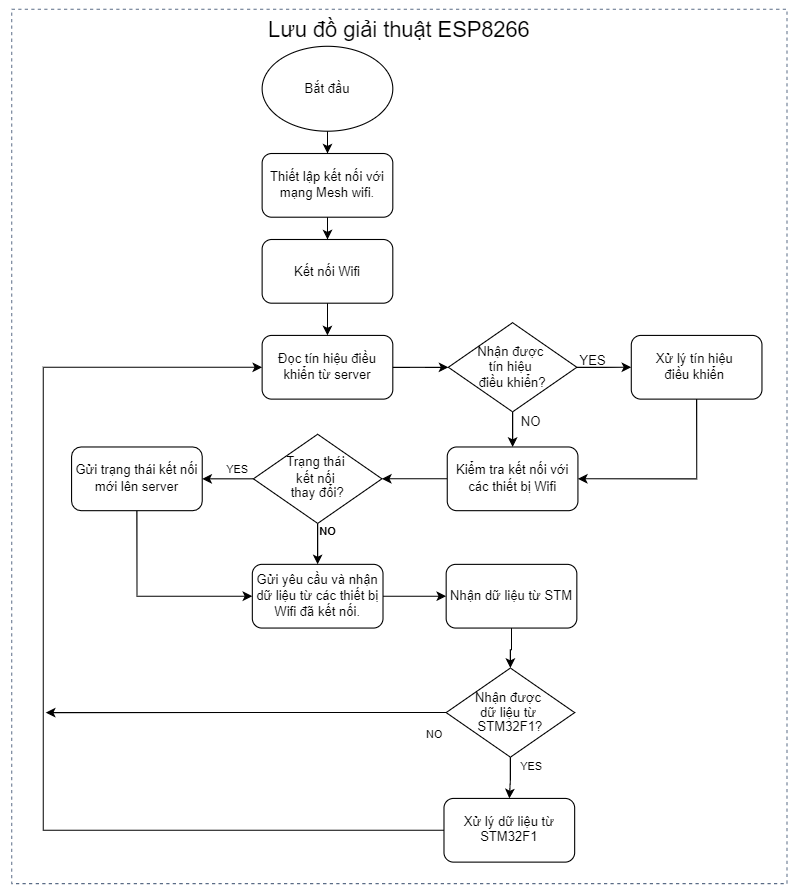 Lưu đồ giải thuật ESP8266
Bắt đầu
Thiết lập kết nối với
mạng Mesh wifi.
Kết nối Wifi
Đọc tín hiệu điều
khiển từ server
Nhận được
tín hiệu
điều khiển?
YES
Xử lý tín hiệu
điều khiển
NO
Kiểm tra kết nối với
các thiết bị Wifi
Trạng thái
kết nối
thay đổi?
YES
Gửi trạng thái kết nối
mới lên server
NO
Gửi yêu cầu và nhận
dữ liệu từ các thiết bị
Wifi đã kết nối.
Nhận dữ liệu từ STM
Nhận được
dữ liệu từ
STM32F1?
NO
YES
Xử lý dữ liệu từ
STM32F1